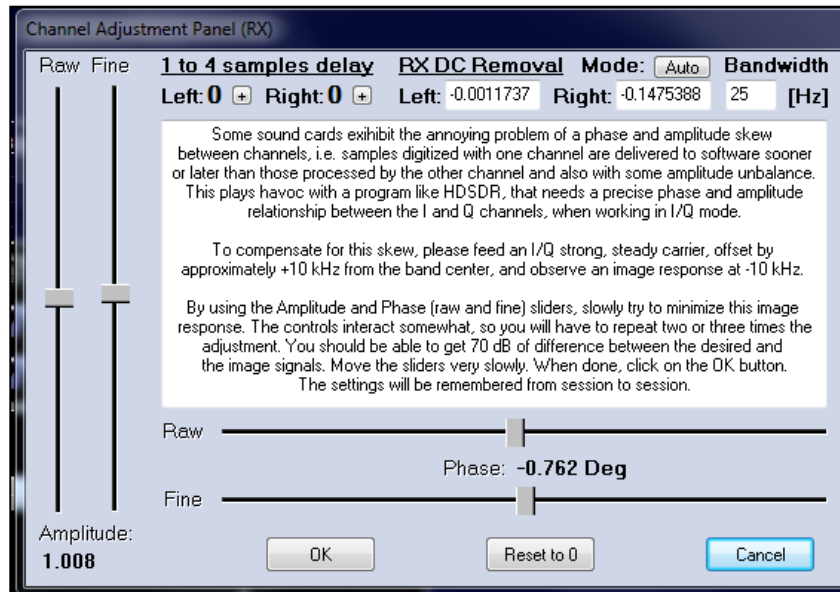 Channel Adjustment Panel (RX)
Raw Fine 1 to 4 samples delay RX DC Removal Mode: Auto Bandwidth
Left: 0 + Right: 0 + Left: -0.0011737 Right: -0.1475388 25 [Hz]
Some sound cards exihibit the annoying problem of a phase and amplitude skew
between channels, i.e. samples digitized with one channel are delivered to software sooner
or later than those processed by the other channel and also with some amplitude unbalance.
This plays havoc with a program like HDSDR, that needs a precise phase and amplitude
relationship between the I and Q channels, when working in I/Q mode.
To compensate for this skew, please feed an I/Q strong, steady carrier, offset by
approximately +10 kHz from the band center, and observe an image response at -10 kHz.
By using the Amplitude and Phase (raw and fine) sliders, slowly try to minimize this image
response. The controls interact somewhat, so you will have to repeat two or three times the
adjustment. You should be able to get 70 dB of difference between the desired and
the image signals. Move the sliders very slowly. When done, click on the OK button.
The settings will be remembered from session to session.
Raw
Phase: -0.762 Deg
Fine
Amplitude:
1.008
OK Reset to 0 Cancel